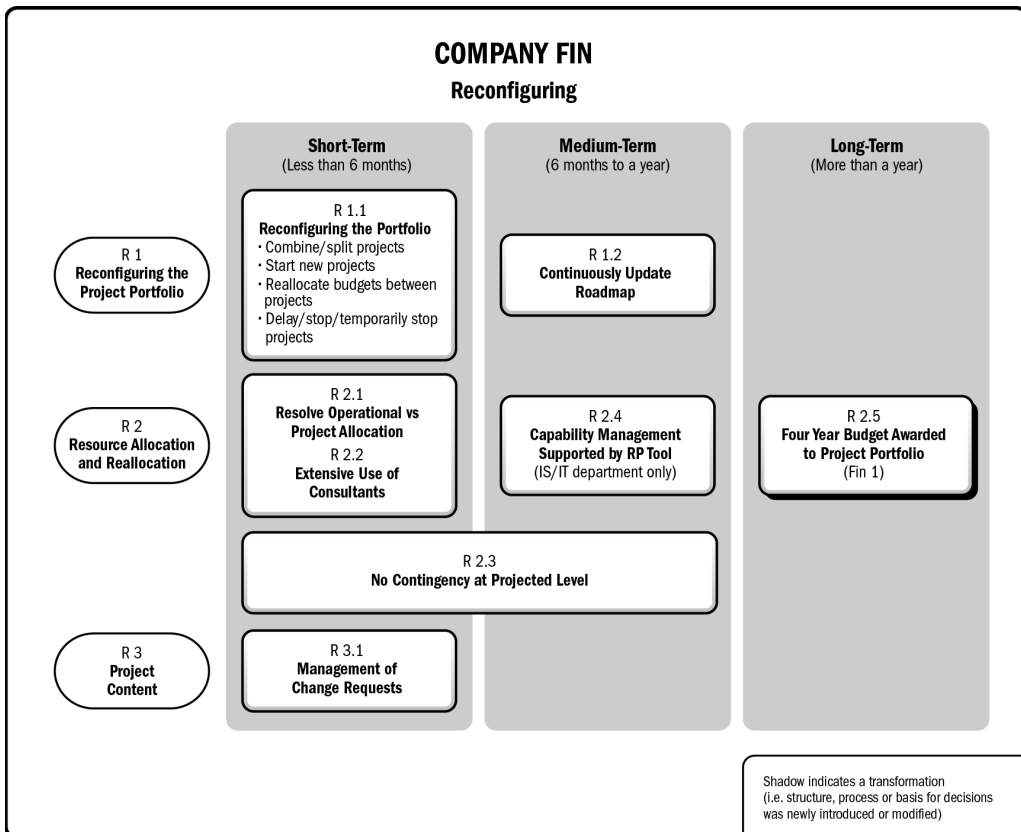 COMPANY FIN
Reconfiguring
Short-Term
(Less than 6 months)
Medium-Term
(6 months to a year)
Long-Term
(More than a year)
R 1
Reconfiguring the
Project Portfolio
R 1.1
Reconfiguring the Portfolio
· Combine/split projects
· Start new projects
· Reallocate budgets between
projects
· Delay/stop/temporarily stop
projects
R 1.2
Continuously Update
Roadmap
R 2
Resource Allocation
and Reallocation
R 2.1
Resolve Operational vs
Project Allocation
R 2.2
Extensive Use of
Consultants
R 2.4
Capability Management
Supported by RP Tool
(IS/IT department only)
R 2.5
Four Year Budget Awarded
to Project Portfolio
(Fin 1)
R 2.3
No Contingency at Projected Level
R 3
Project
Content
R 3.1
Management of
Change Requests
Shadow indicates a transformation
(i.e. structure, process or basis for decisions
was newly introduced or modified)